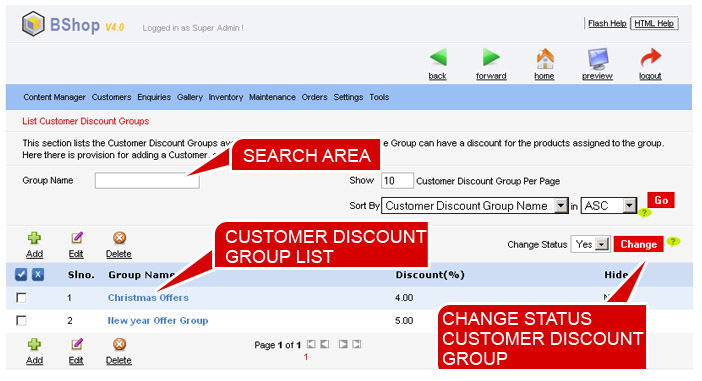 BShop V4.0 Logged in as Super Admin !
Flash Help HTML Help
back forward home preview logout
Content Manager Customers Enquiries Gallery Inventory Maintenance Orders Settings Tools
List Customer Discount Groups
This section lists the Customer Discount Groups e Group can have a discount for the products assigned to the group.
Here there is provision for adding a Customer,
SEARCH AREA
Group Name Show 10 Customer Discount Group Per Page
Sort By Customer Discount Group Name in ASC ? Go
CUSTOMER DISCOUNT
GROUP LIST
Add Edit Delete Change Status Yes Change ?
Slno. Group Name Discount(%) Hide
1 Christmas Offers 4.00
2 New year Offer Group 5.00
CHANGE STATUS
CUSTOMER DISCOUNT
GROUP
Add Edit Delete Page 1 of 1
1